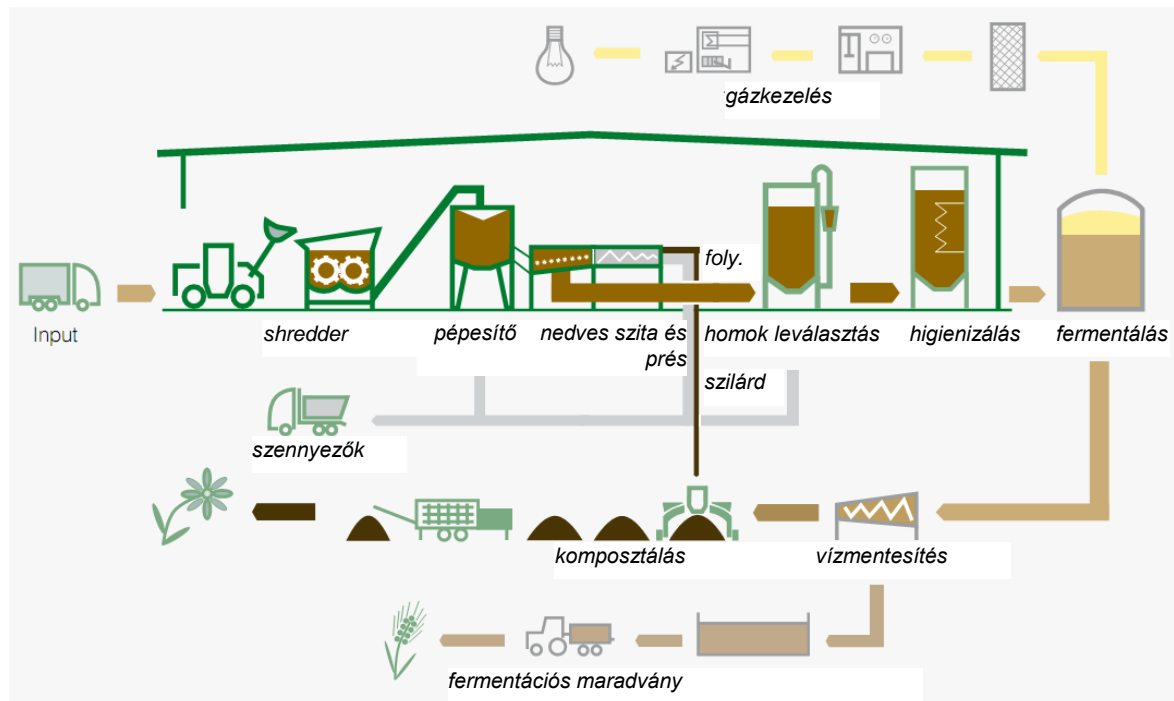 gázkezelés
foly.
Input
shredder
pépesítő
nedves szita és
prés
homok leválasztás
higienizálás
fermentálás
szilárd
szennyezők
komposztálás
vízmentesítés
fermentációs maradvány